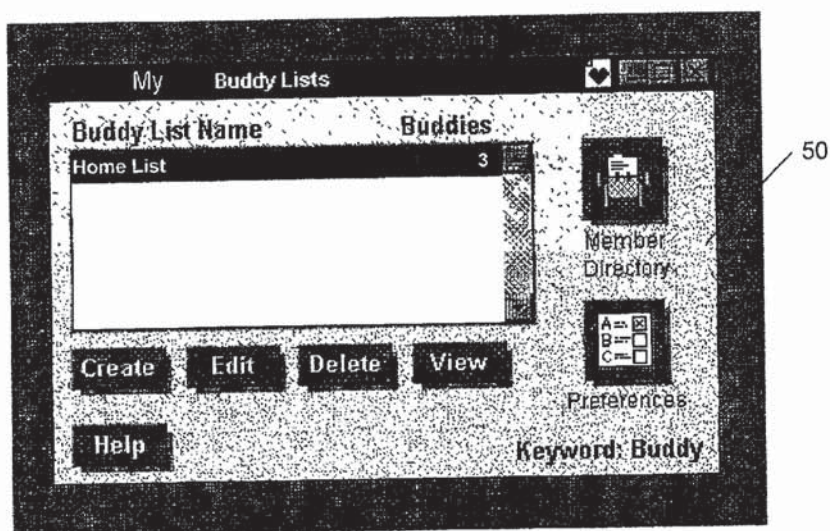 My Buddy Lists
Buddy List Name Buddies
Home List 3
50
Member
Directory
A
B
C
Create Edit Delete View
Preferences
Help
Keyword: Buddy